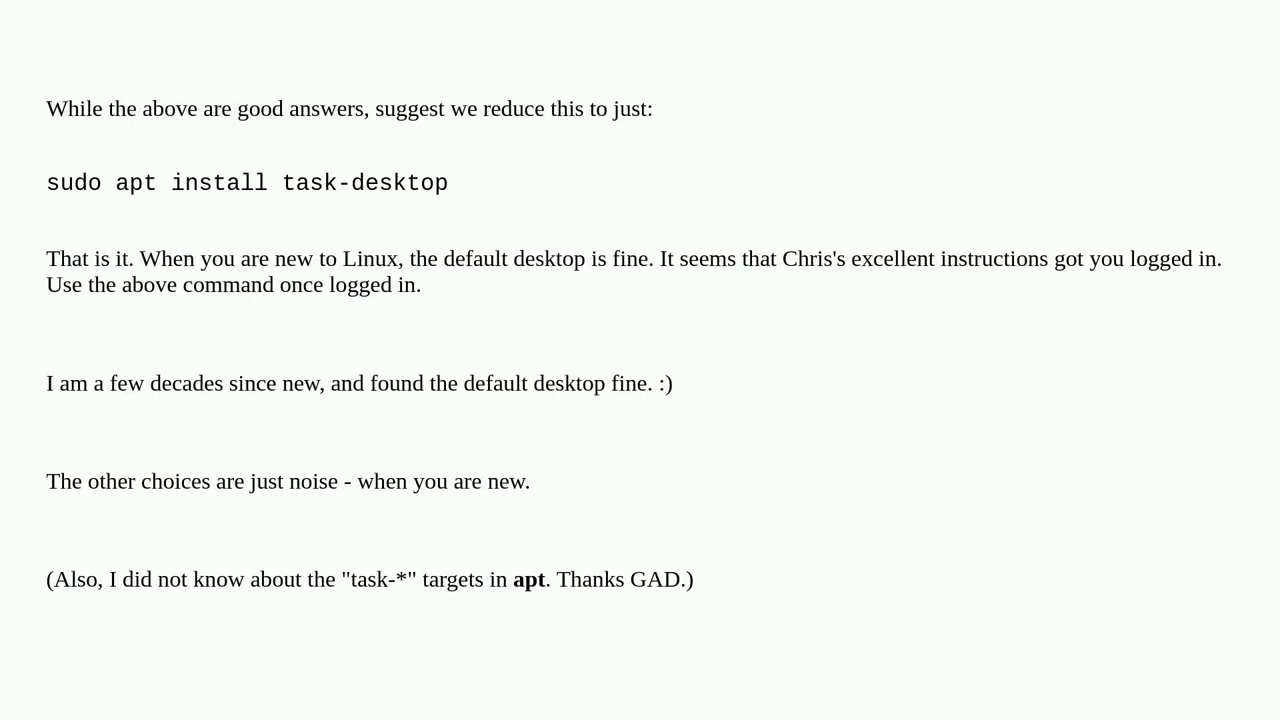 While the above are good answers, suggest we reduce this to just:
sudo apt install task-desktop
That is it. When you are new to Linux, the default desktop is fine. It seems that Chris's excellent instructions got you logged in.
Use the above command once logged in.
I am a few decades since new, and found the default desktop fine. :)
The other choices are just noise - when you are new.
(Also, I did not know about the "task-*" targets in apt. Thanks GAD.)